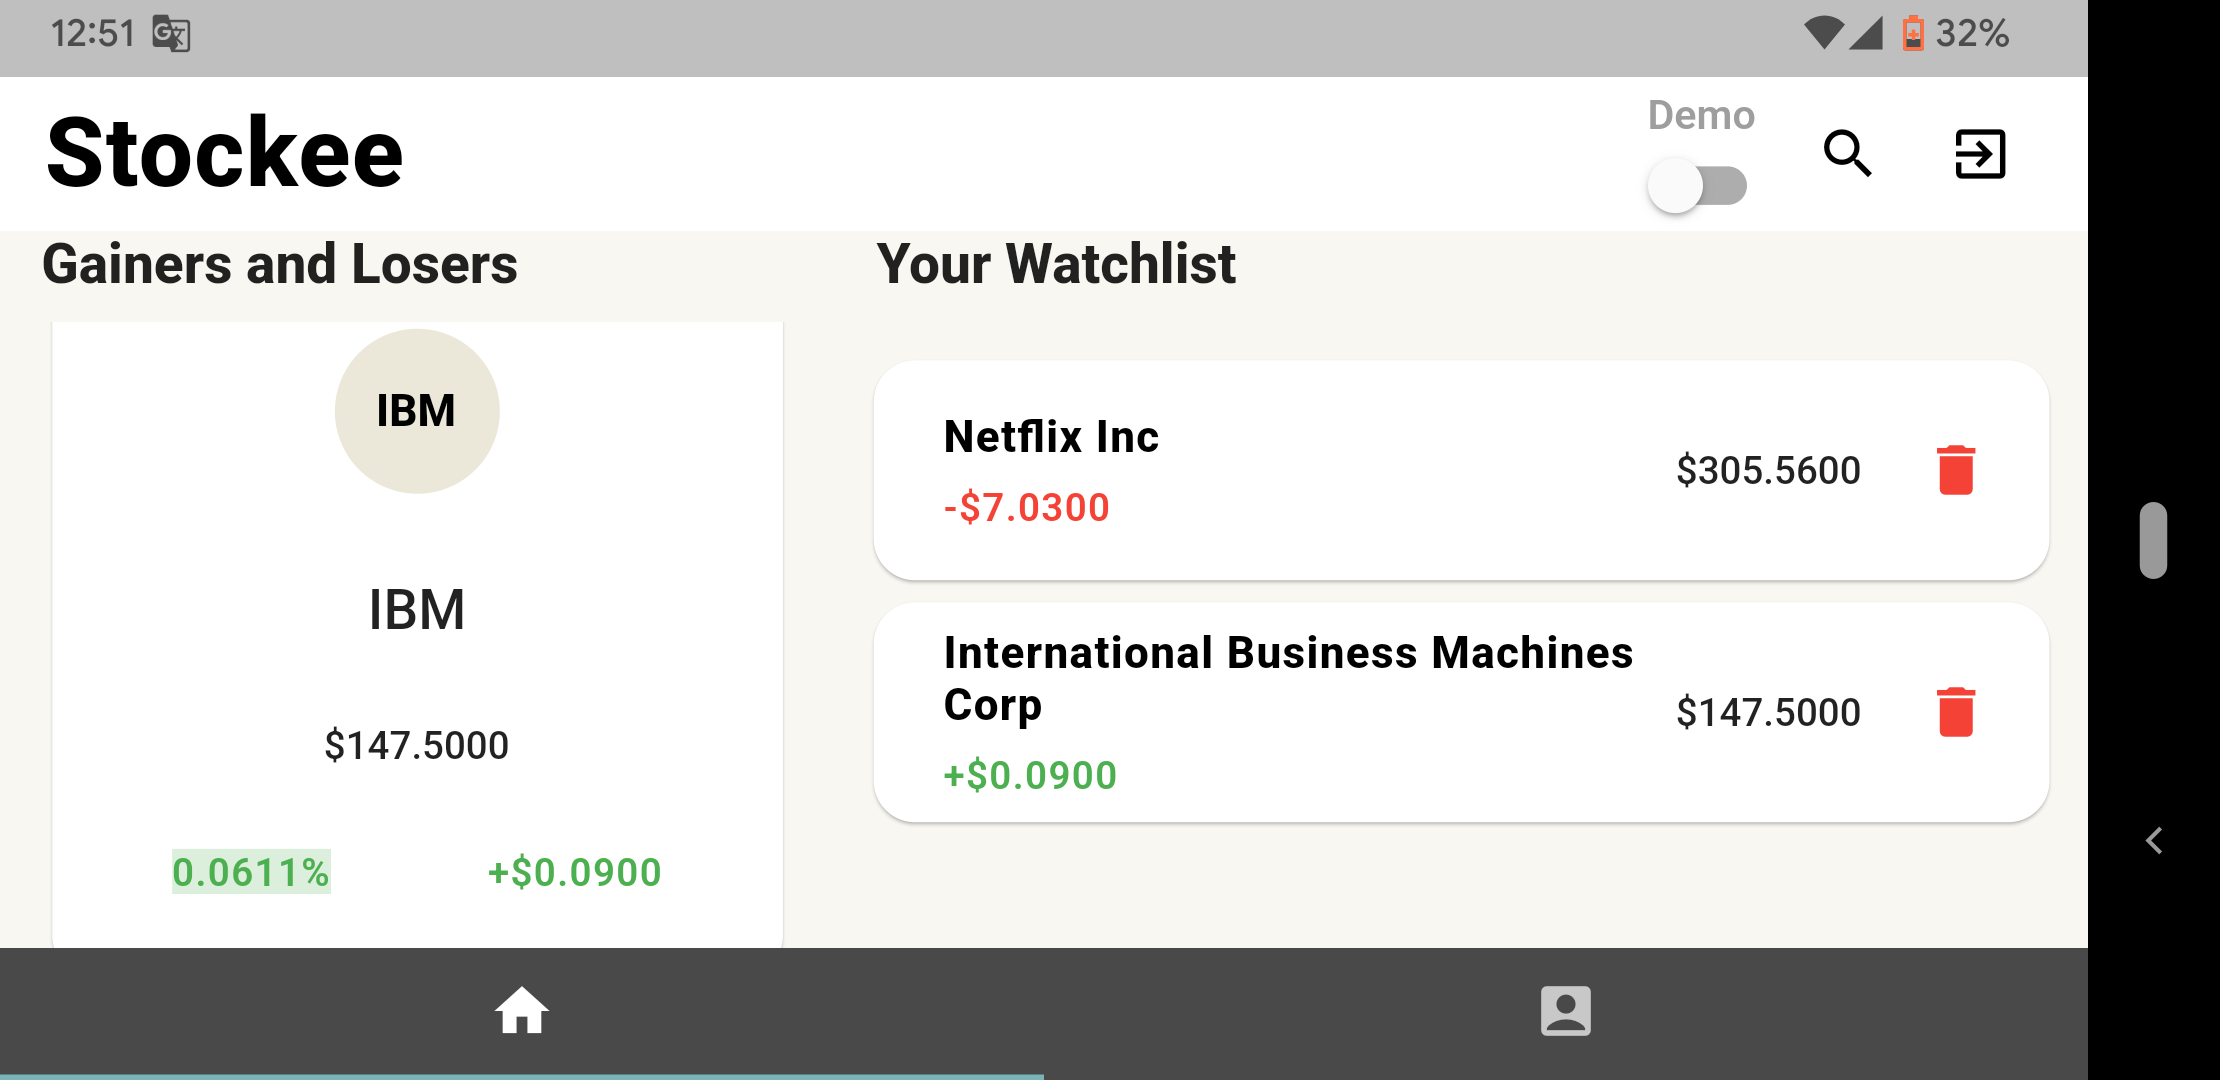 12:51
32%
Stockee
Demo
Gainers and Losers
IBM
IBM
$147.5000
0.0611% +$0.0900
Your Watchlist
Netflix Inc
-$7.0300
$305.5600
International Business Machines
Corp
+$0.0900
$147.5000